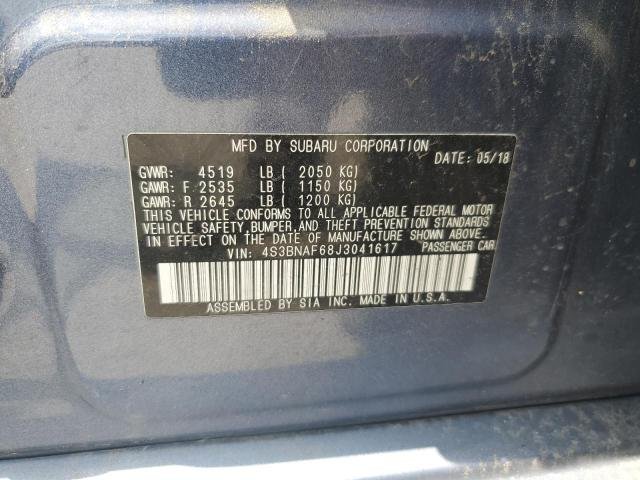 MFD BY SUBARU CORPORATION
DATE: 05/18
GVWR: 4519 LB ( 2050 KG)
GAWR: F 2535 LB ( 1150 KG)
GAWR: R 2645 LB ( 1200 KG)
THIS VEHICLE CONFORMS TO ALL APPLICABLE FEDERAL MOTOR
VEHICLE SAFETY, BUMPER, AND THEFT PREVENTION STANDARDS
IN EFFECT ON THE DATE OF MANUFACTURE SHOWN ABOVE.
VIN: 4S3BNAF68J3041617 PASSENGER CAR
ASSEMBLED BY SIA INC. MADE IN U.S.A.